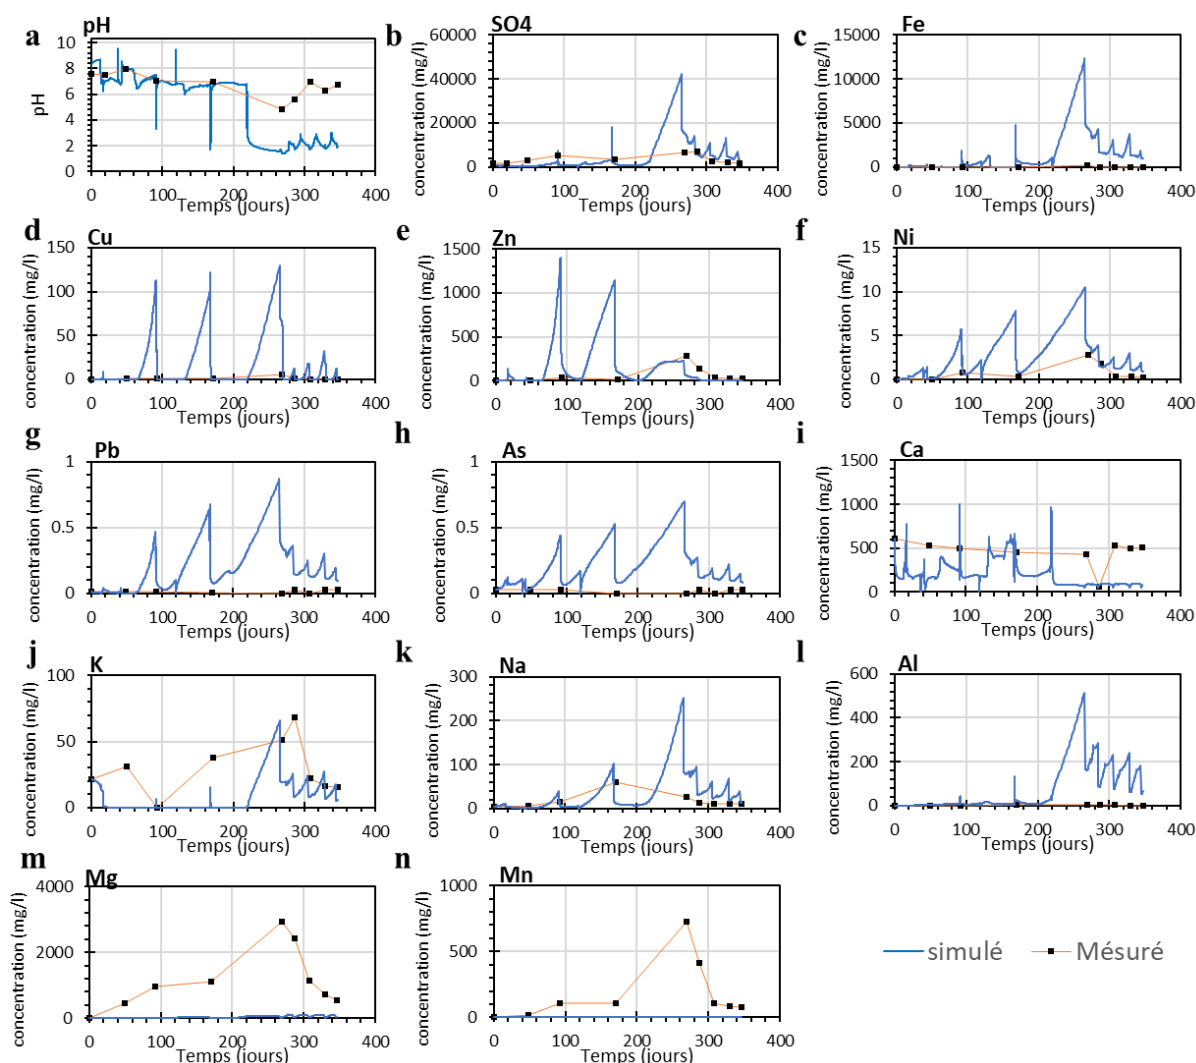 a pH
10
8
6
4
2
0
pH
0 100 200 300 400
Temps (jours)
b SO4
60000
40000
20000
0
concentration (mg/l)
0 100 200 300 400
Temps (jours)
c Fe
15000
10000
5000
0
concentration (mg/l)
0 100 200 300 400
Temps (jours)
d Cu
150
100
50
0
concentration (mg/l)
0 100 200 300 400
Temps (jours)
e Zn
1500
1000
500
0
concentration (mg/l)
0 100 200 300 400
Temps (jours)
f Ni
15
10
5
0
concentration (mg/l)
0 100 200 300 400
Temps (jours)
g Pb
1
0.5
0
concentration (mg/l)
0 100 200 300 400
Temps (jours)
h As
1
0.5
0
concentration (mg/l)
0 100 200 300 400
Temps (jours)
i Ca
1500
1000
500
0
concentration (mg/l)
0 100 200 300 400
Temps (jours)
j K
100
50
0
concentration (mg/l)
0 100 200 300 400
Temps (jours)
k Na
300
200
100
0
concentration (mg/l)
0 100 200 300 400
Temps (jours)
l Al
600
400
200
0
concentration (mg/l)
0 100 200 300 400
Temps (jours)
m Mg
4000
2000
0
concentration (mg/l)
0 100 200 300 400
Temps (jours)
n Mn
1000
500
0
concentration (mg/l)
0 100 200 300 400
Temps (jours)
simulé Mésuré